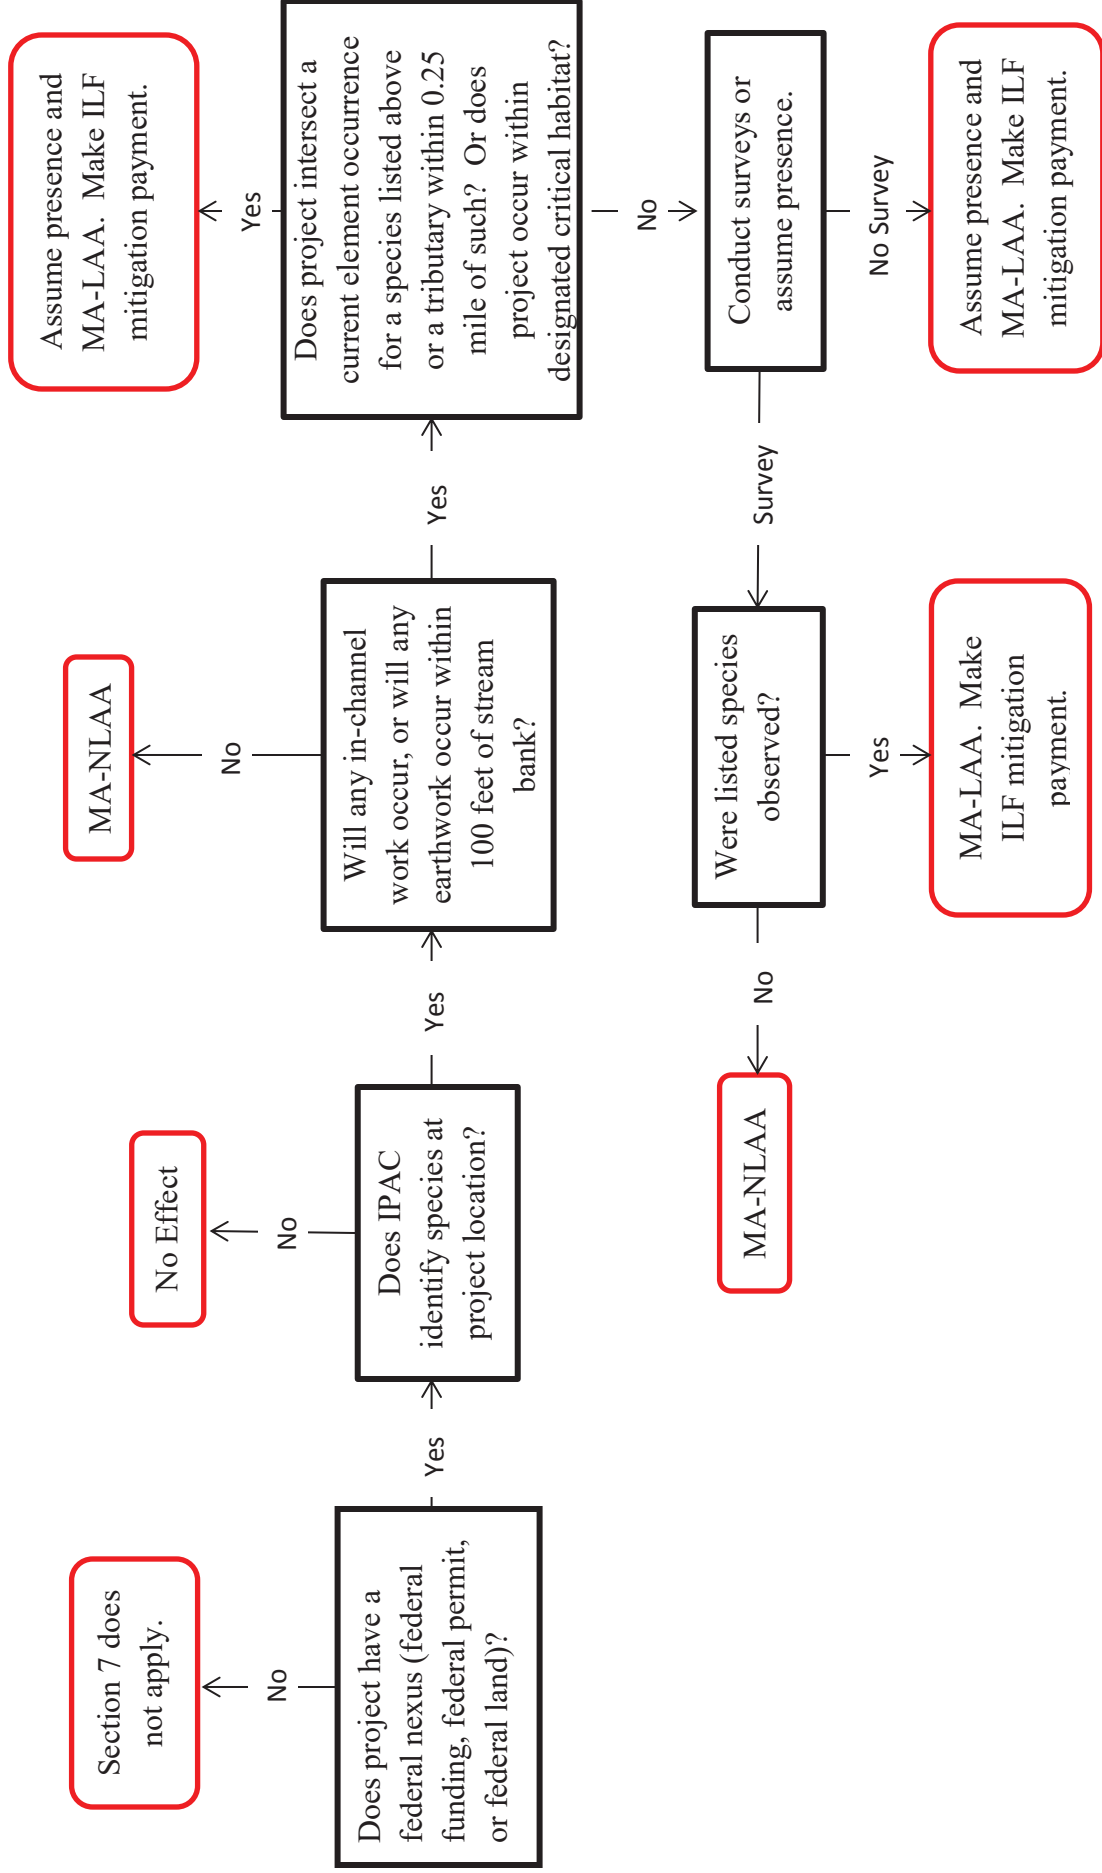 Section 7 does
not apply.
No
Does project have a
federal nexus (federal
funding, federal permit,
or federal land)?
Yes
No Effect
No
Does IPAC
identify species at
project location?
Yes
MA-NLAA
No
Will any in-channel
work occur, or will any
earthwork occur within
100 feet of stream
bank?
Yes
Assume presence and
MA-LAA.  Make ILF
mitigation payment.
Yes
Does project intersect a
current element occurrence
for a species listed above
or a tributary within 0.25
mile of such?  Or does
project occur within
designated critical habitat?
No
Conduct surveys or
assume presence.
No Survey
Assume presence and
MA-LAA.  Make ILF
mitigation payment.
Survey
Were listed species
observed?
Yes
MA-LAA.  Make
ILF mitigation
payment.
No
MA-NLAA